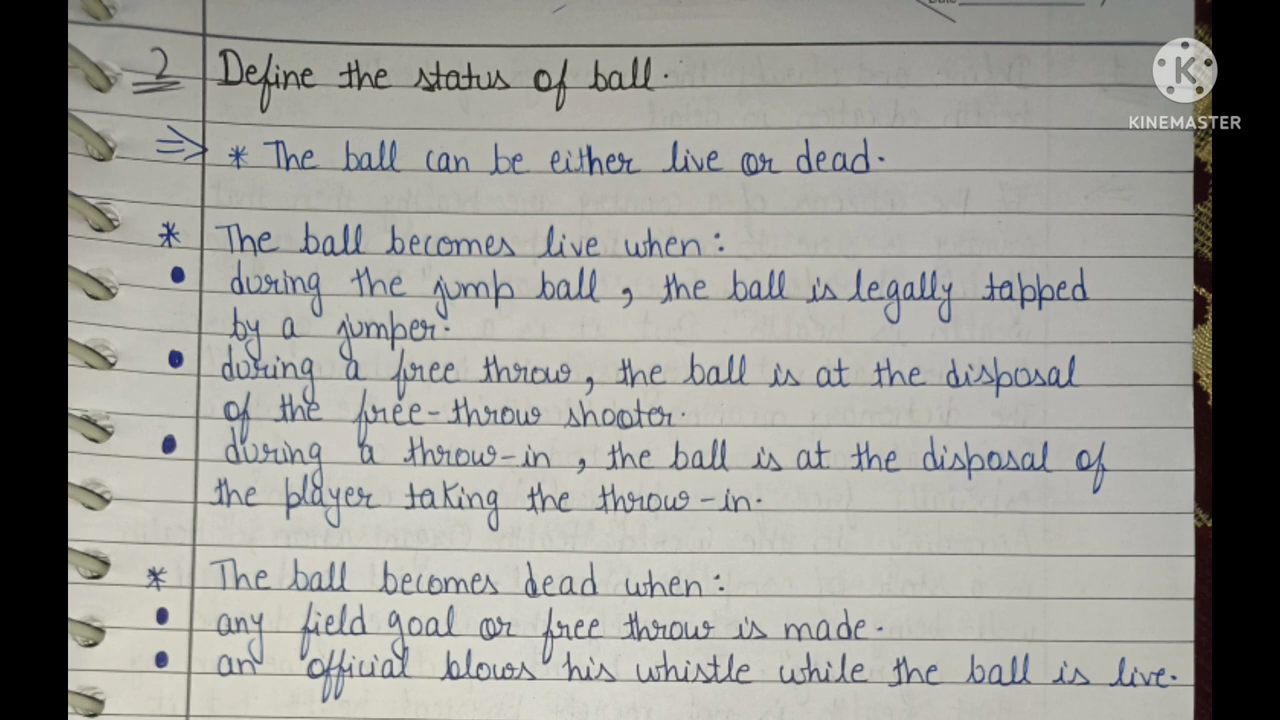 2 Define the status of ball.
⇒ * The ball can be either live or dead.
* The ball becomes live when:
• during the jump ball, the ball is legally tapped
by a jumper.
• during a free throw, the ball is at the disposal
of the free-throw shooter.
• during a throw-in, the ball is at the disposal of
the player taking the throw-in.
* The ball becomes dead when:
• any field goal or free throw is made.
• an official blows his whistle while the ball is live.
K
KINEMASTER